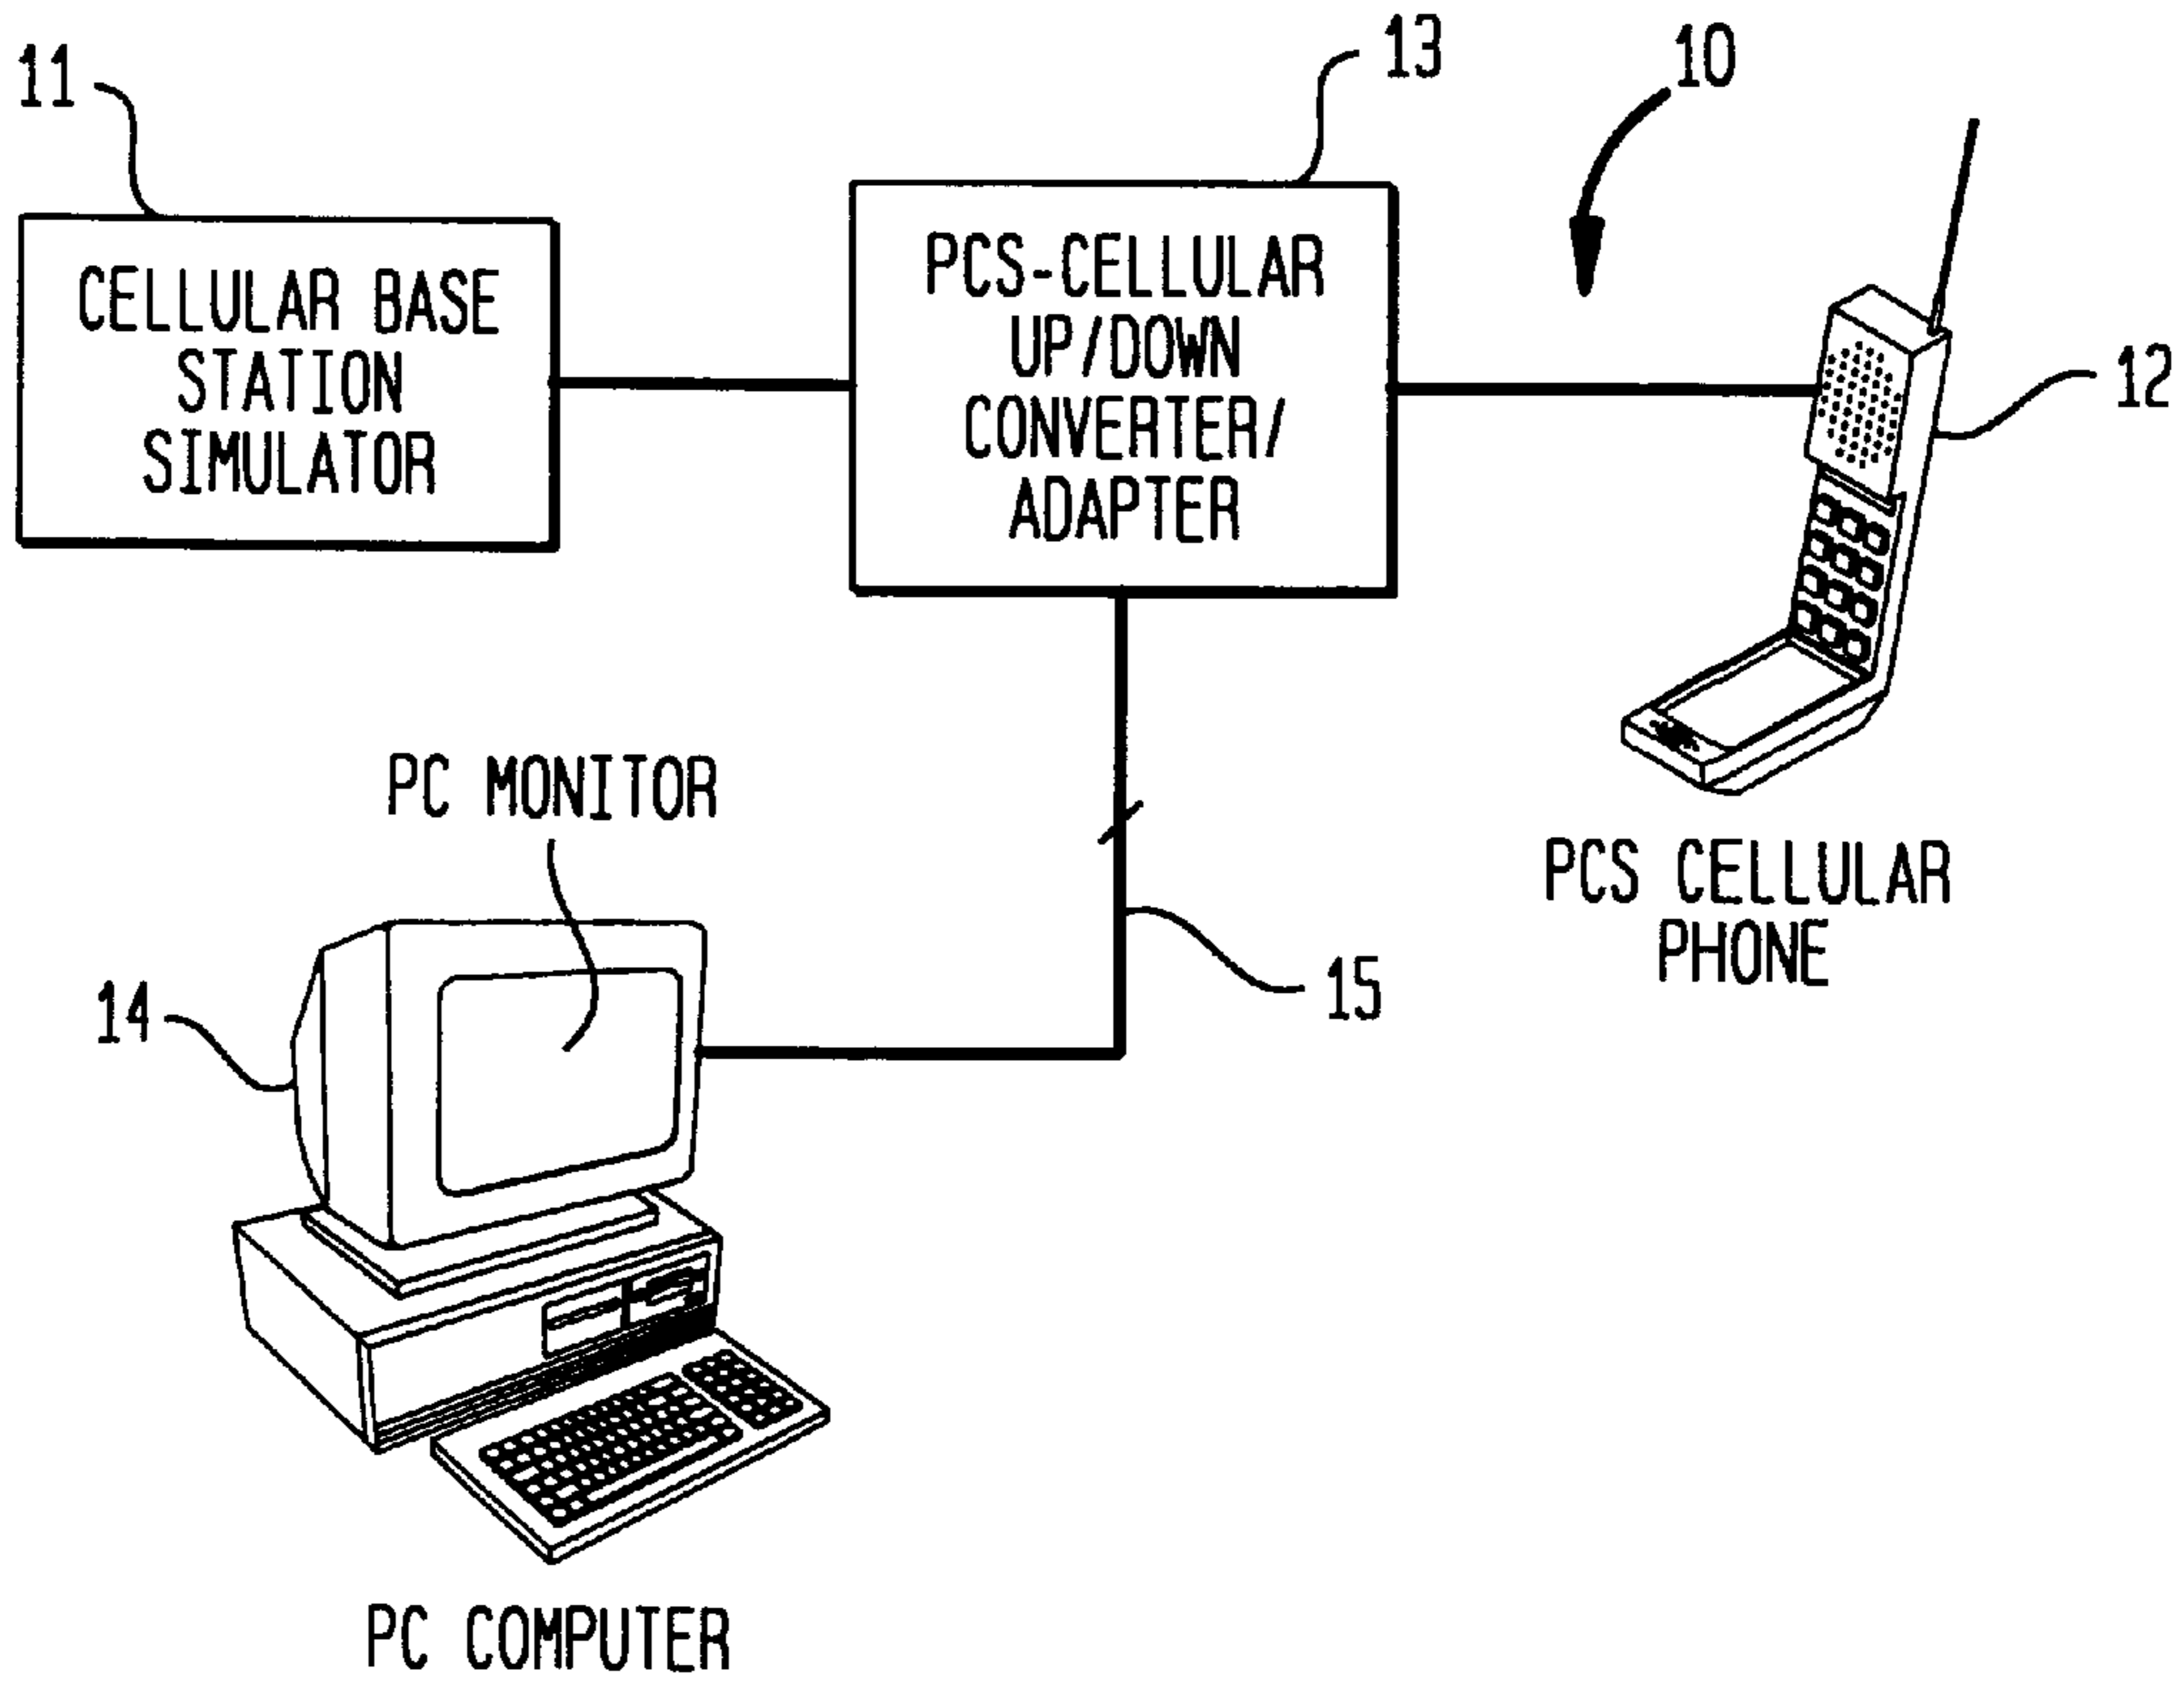 11
13
10
CELLULAR BASE
STATION
SIMULATOR
PCS-CELLULAR
UP/DOWN
CONVERTER/
ADAPTER
12
PC MONITOR
PCS CELLULAR
PHONE
14
15
PC COMPUTER